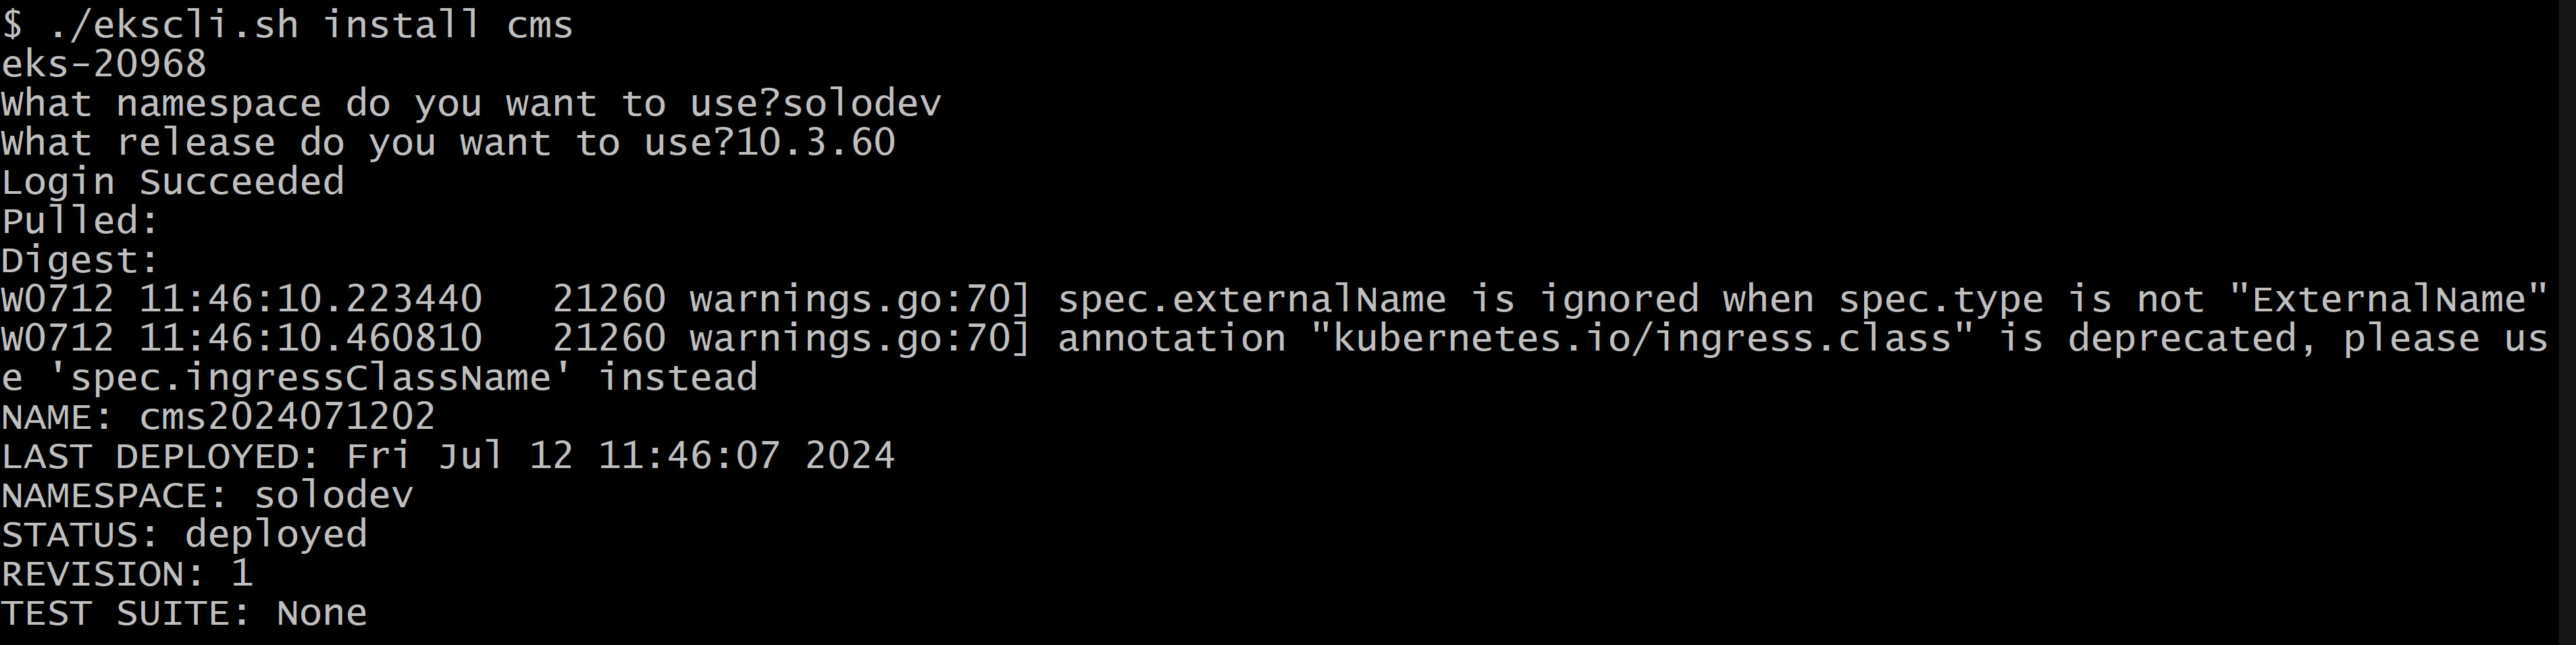 $ ./ekscli.sh install cms
eks-20968
What namespace do you want to use?solodev
What release do you want to use?10.3.60
Login Succeeded
Pulled:
Digest:
W0712 11:46:10.223440   21260 warnings.go:70] spec.externalName is ignored when spec.type is not "ExternalName"
W0712 11:46:10.460810   21260 warnings.go:70] annotation "kubernetes.io/ingress.class" is deprecated, please us
e 'spec.ingressClassName' instead
NAME: cms2024071202
LAST DEPLOYED: Fri Jul 12 11:46:07 2024
NAMESPACE: solodev
STATUS: deployed
REVISION: 1
TEST SUITE: None